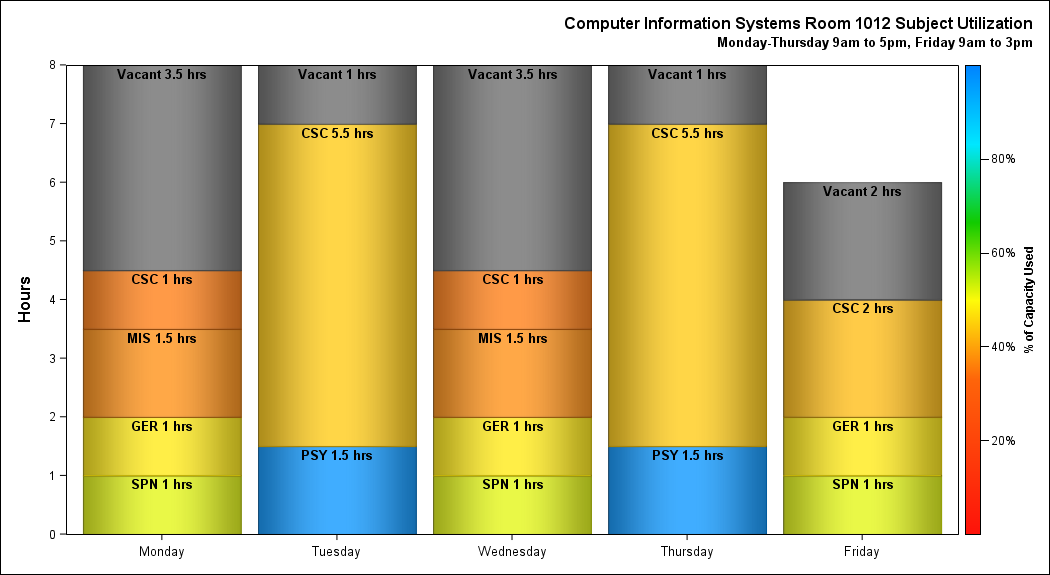 Computer Information Systems Room 1012 Subject Utilization
Monday-Thursday 9am to 5pm, Friday 9am to 3pm
Hours
8
7
6
5
4
3
2
1
0
Vacant 3.5 hrs
CSC 1 hrs
MIS 1.5 hrs
GER 1 hrs
SPN 1 hrs
Vacant 1 hrs
CSC 5.5 hrs
PSY 1.5 hrs
Vacant 3.5 hrs
CSC 1 hrs
MIS 1.5 hrs
GER 1 hrs
SPN 1 hrs
Vacant 1 hrs
CSC 5.5 hrs
PSY 1.5 hrs
Vacant 2 hrs
CSC 2 hrs
GER 1 hrs
SPN 1 hrs
Monday
Tuesday
Wednesday
Thursday
Friday
80%
60%
40%
20%
% of Capacity Used